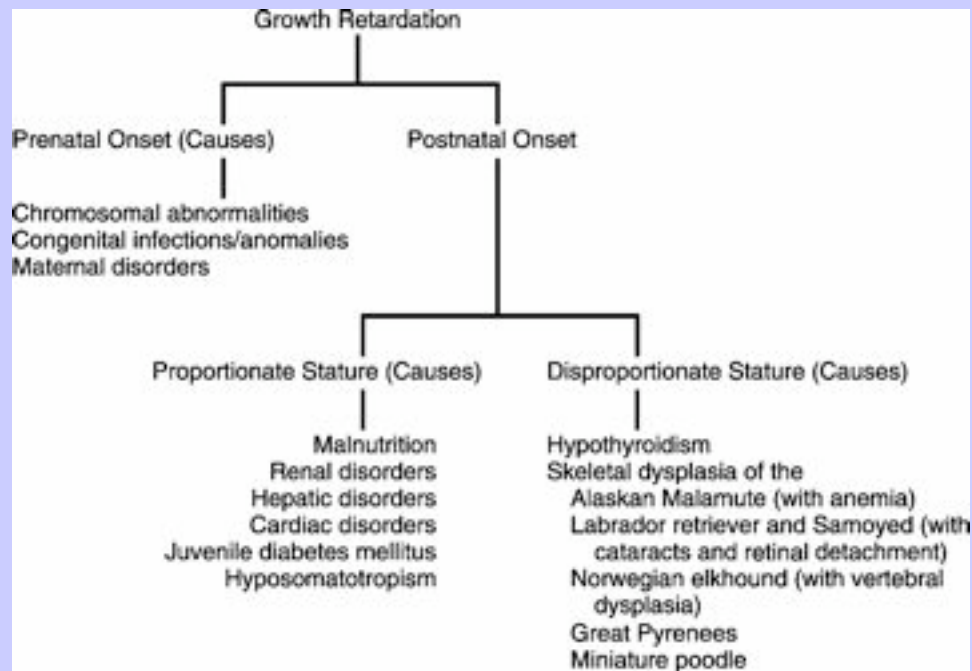 Growth Retardation
Prenatal Onset (Causes)
Postnatal Onset
Chromosomal abnormalities
Congenital infections/anomalies
Maternal disorders
Proportionate Stature (Causes)
Disproportionate Stature (Causes)
Malnutrition
Renal disorders
Hepatic disorders
Cardiac disorders
Juvenile diabetes mellitus
Hyposomatotropism
Hypothyroidism
Skeletal dysplasia of the
Alaskan Malamute (with anemia)
Labrador retriever and Samoyed (with
cataracts and retinal detachment)
Norwegian elkhound (with vertebral
dysplasia)
Great Pyrenees
Miniature poodle